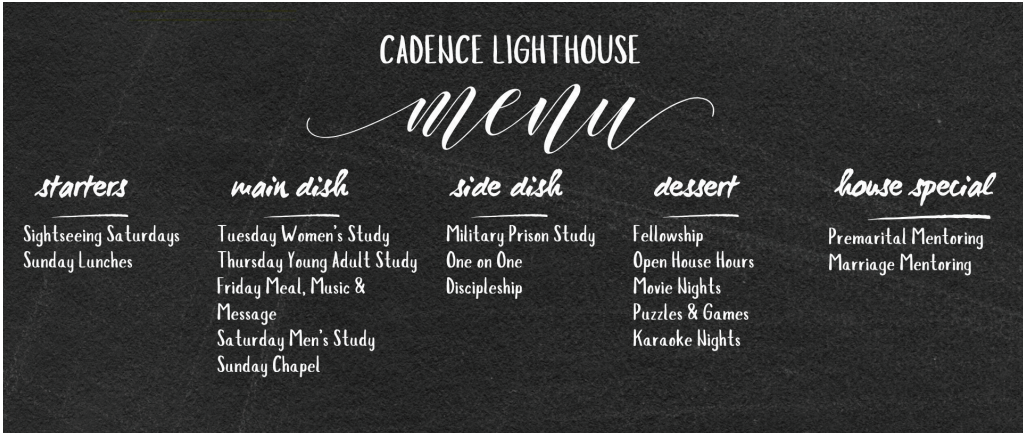 CADENCE LIGHTHOUSE
menu
starters
Sightseeing Saturdays
Sunday Lunches
main dish
Tuesday Women's Study
Thursday Young Adult Study
Friday Meal, Music &
Message
Saturday Men's Study
Sunday Chapel
side dish
Military Prison Study
One on One
Discipleship
dessert
Fellowship
Open House Hours
Movie Nights
Puzzles & Games
Karaoke Nights
house special
Premarital Mentoring
Marriage Mentoring